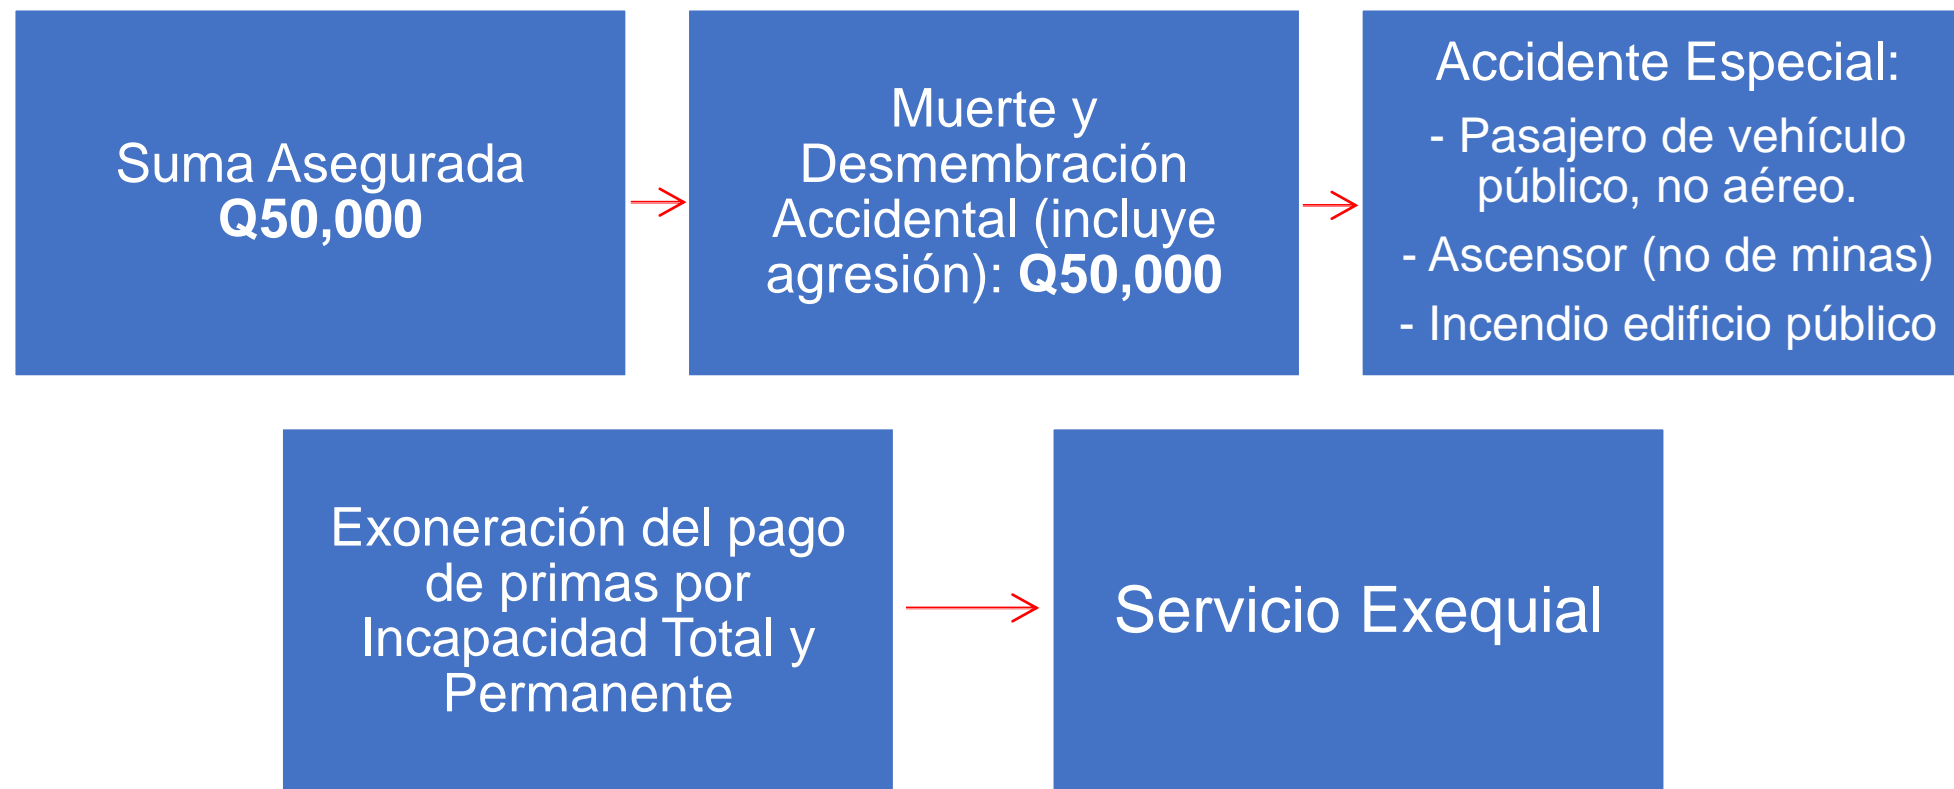 Suma Asegurada
Q50,000
Muerte y
Desmembración
Accidental (incluye
agresión): Q50,000
Accidente Especial:
- Pasajero de vehículo
público, no aéreo.
- Ascensor (no de minas)
- Incendio edificio público
Exoneración del pago
de primas por
Incapacidad Total y
Permanente
Servicio Exequial